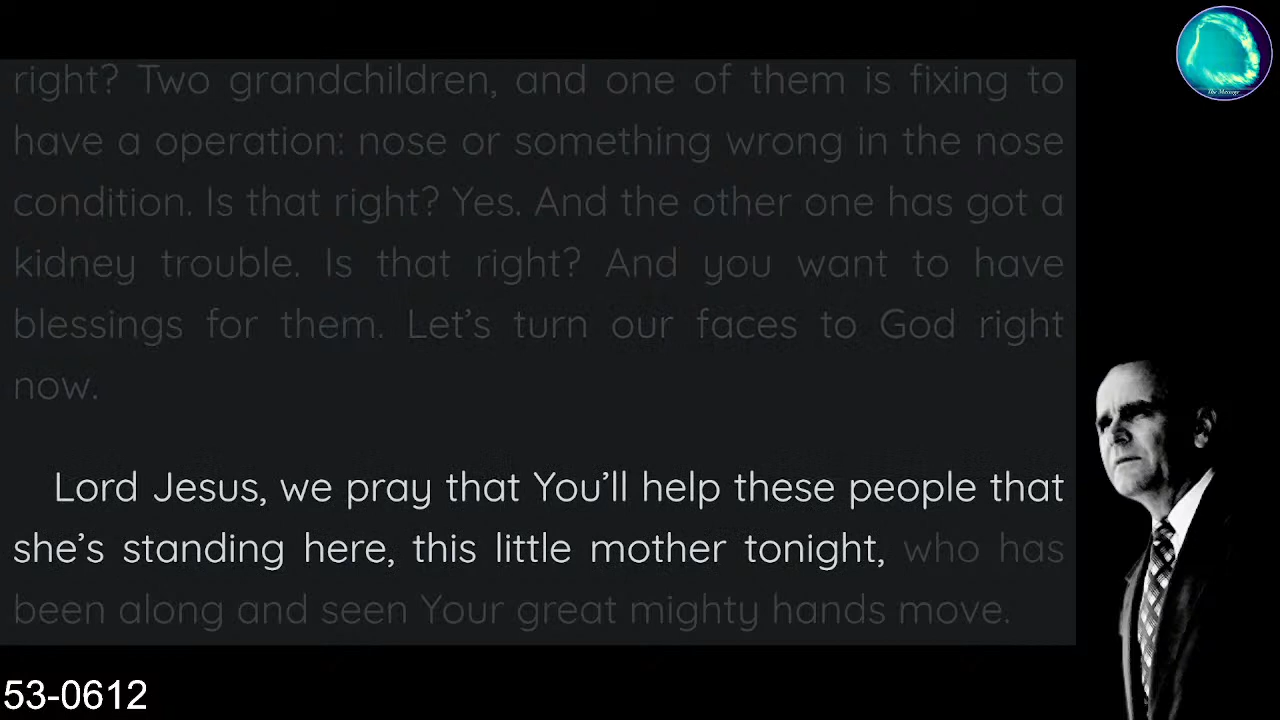 right? Two grandchildren, and one of them is fixing to
have a operation: nose or something wrong in the nose
condition. Is that right? Yes. And the other one has got a
kidney trouble. Is that right? And you want to have
blessings for them. Let's turn our faces to God right
now.
Lord Jesus, we pray that You'll help these people that
she's standing here, this little mother tonight, who has
been along and seen Your great mighty hands move.
53-0612
The Message